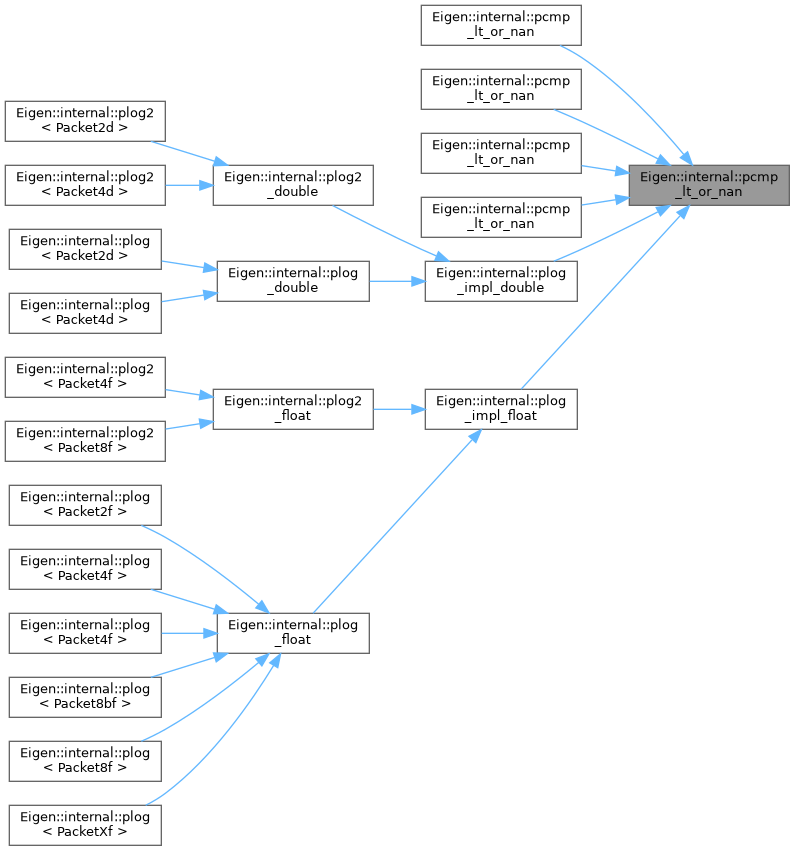 Eigen::internal::pcmp
_lt_or_nan
Eigen::internal::pcmp
_lt_or_nan
Eigen::internal::plog2
< Packet2d >
Eigen::internal::pcmp
_lt_or_nan
Eigen::internal::plog2
< Packet4d >
Eigen::internal::plog2
_double
Eigen::internal::pcmp
_lt_or_nan
Eigen::internal::pcmp
_lt_or_nan
Eigen::internal::plog
< Packet2d >
Eigen::internal::plog
_double
Eigen::internal::plog
_impl_double
Eigen::internal::plog
< Packet4d >
Eigen::internal::plog2
< Packet4f >
Eigen::internal::plog2
_float
Eigen::internal::plog
_impl_float
Eigen::internal::plog2
< Packet8f >
Eigen::internal::plog
< Packet2f >
Eigen::internal::plog
< Packet4f >
Eigen::internal::plog
< Packet4f >
Eigen::internal::plog
_float
Eigen::internal::plog
< Packet8bf >
Eigen::internal::plog
< Packet8f >
Eigen::internal::plog
< PacketXf >